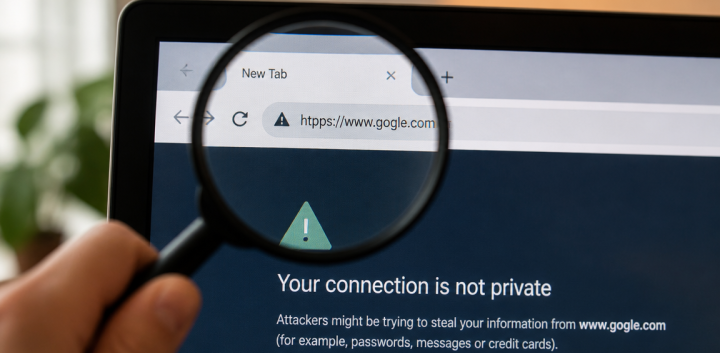 New Tab
htpps://www.gogle.com
Your connection is not private
Attackers might be trying to steal your information from www.gogle.com
(for example, passwords, messages or credit cards).